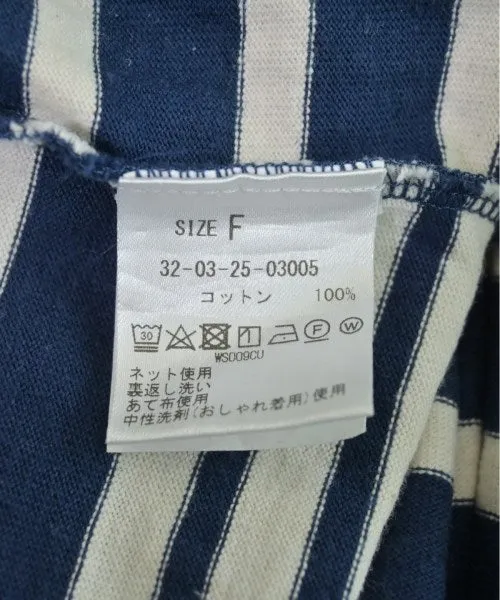 SIZE F
32-03-25-03005
コットン 100%
30 F W
WSD09CU
ネット使用
裏返し洗い
あて布使用
中性洗剤(おしゃれ着用)使用